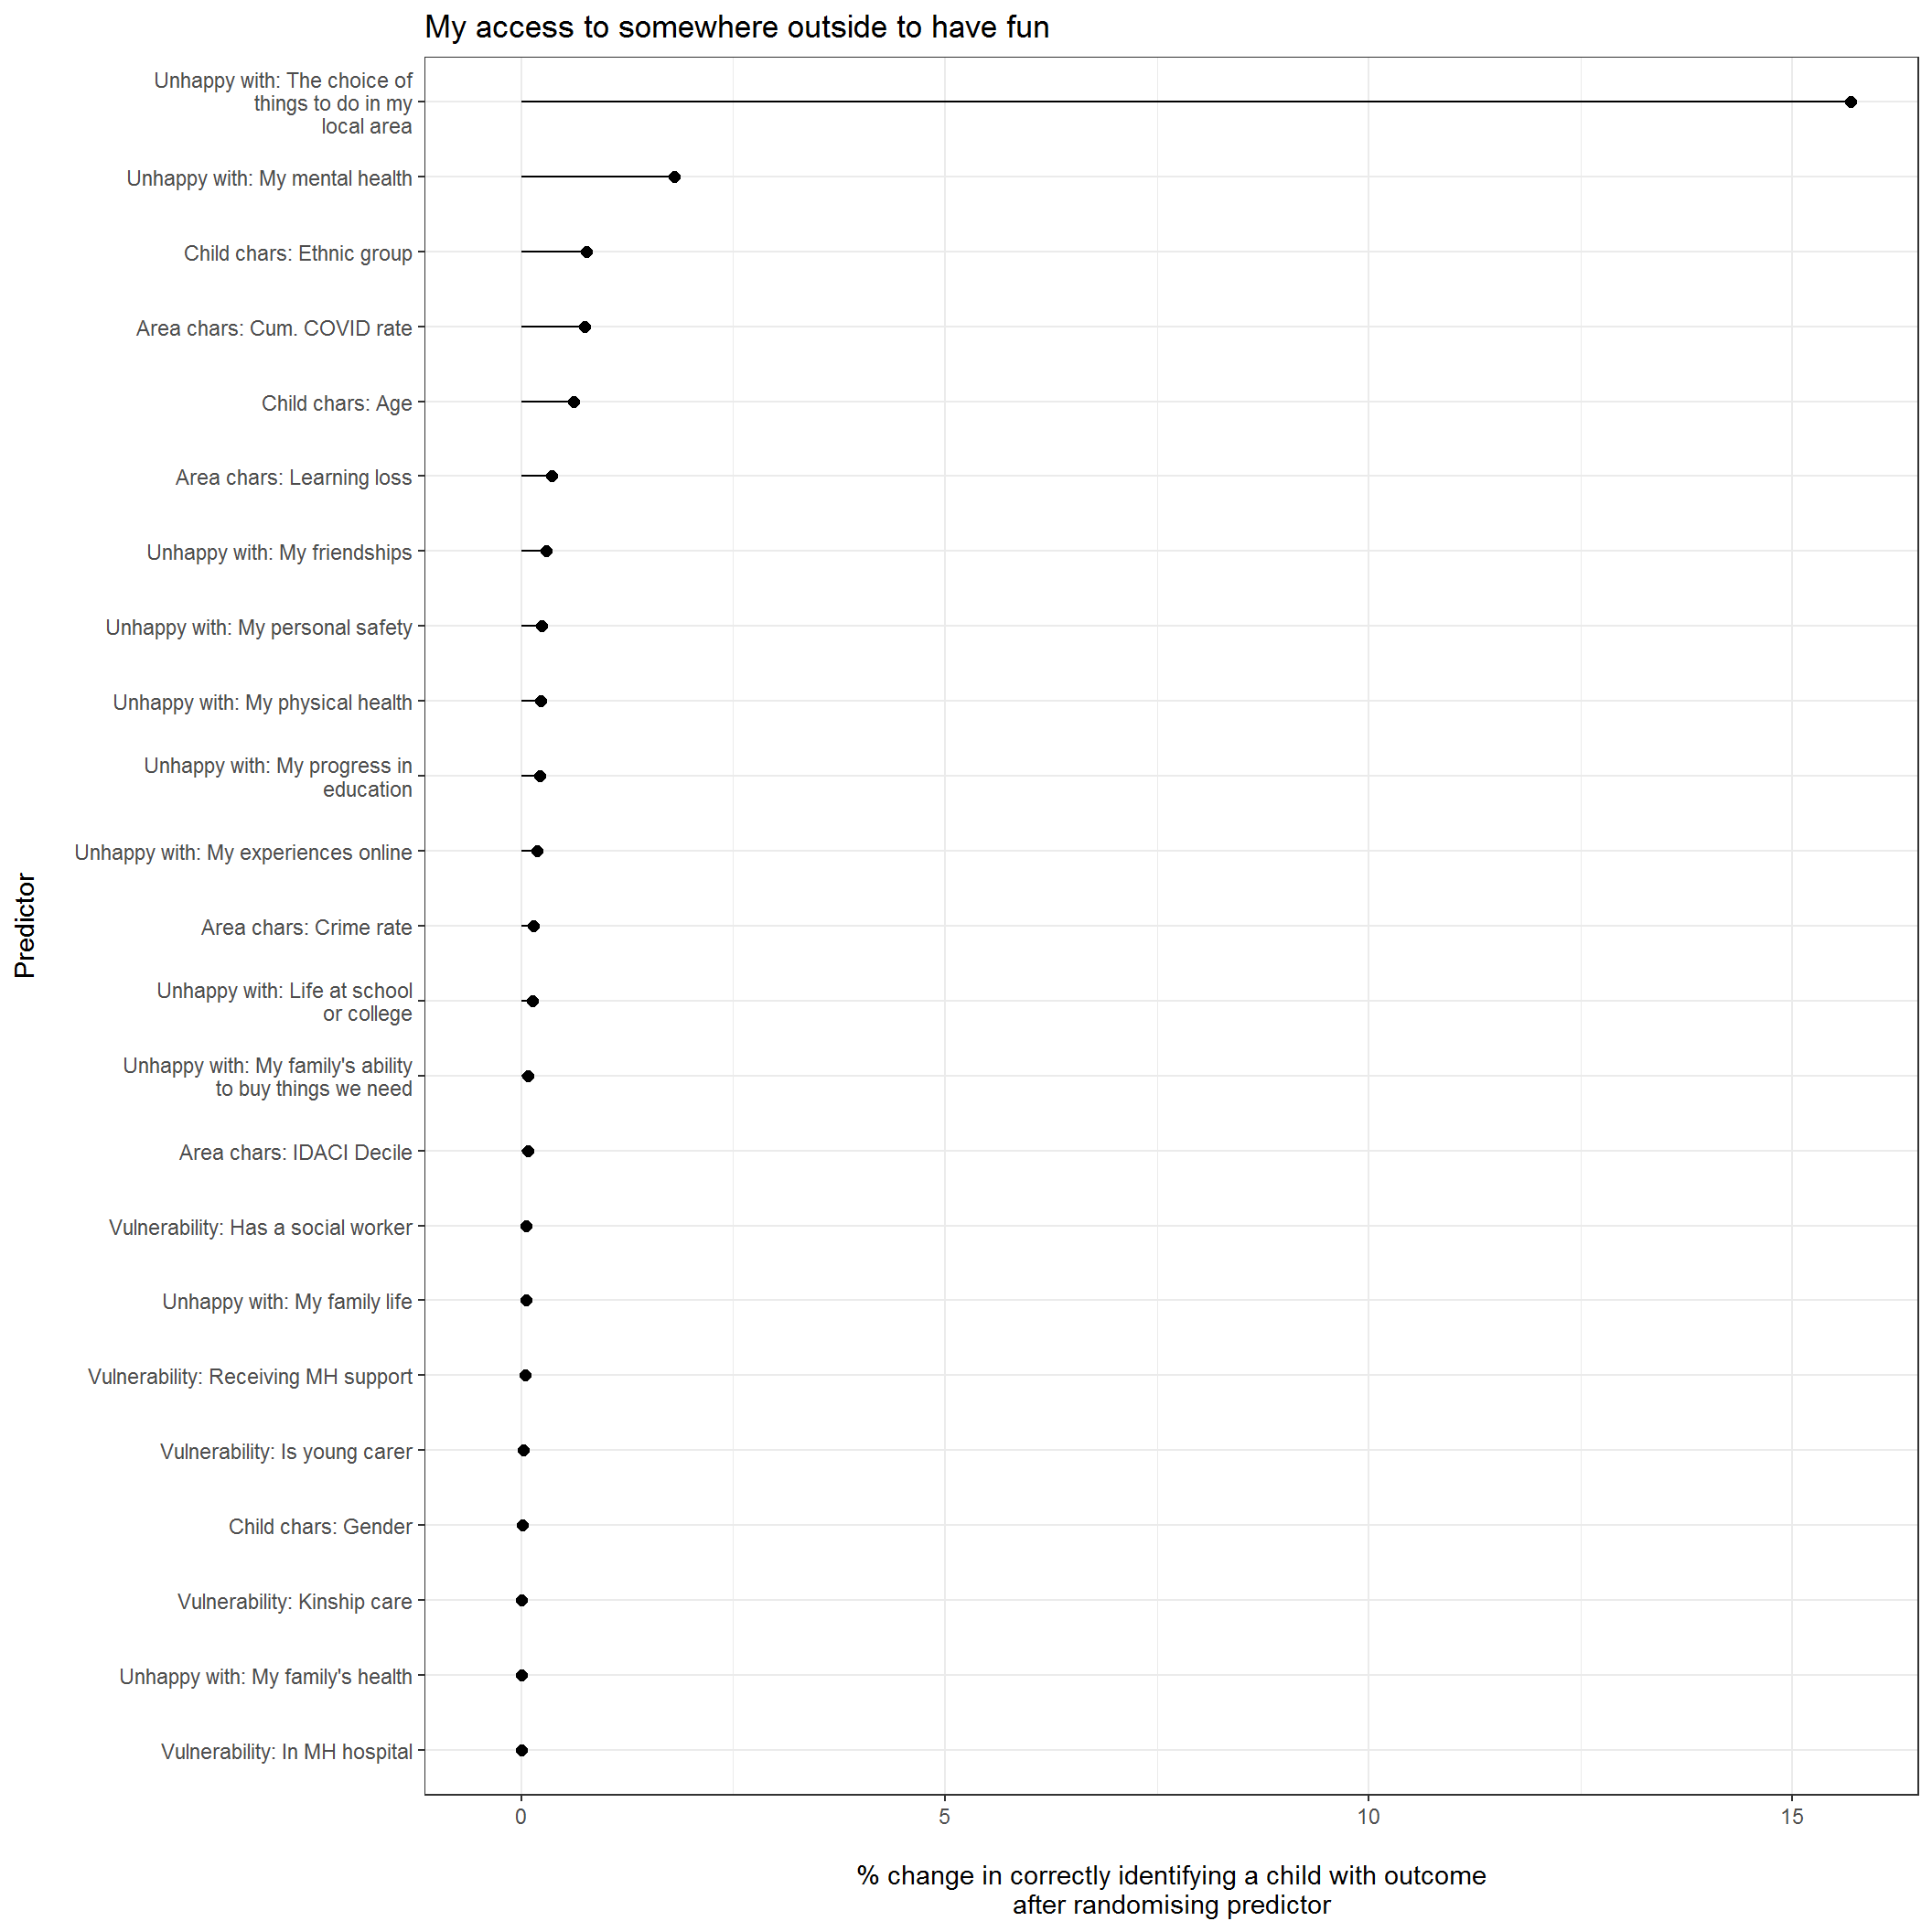 My access to somewhere outside to have fun
Unhappy with: The choice of
things to do in my
local area
Unhappy with: My mental health
Child chars: Ethnic group
Area chars: Cum. COVID rate
Child chars: Age
Area chars: Learning loss
Unhappy with: My friendships
Unhappy with: My personal safety
Unhappy with: My physical health
Unhappy with: My progress in
education
Unhappy with: My experiences online
Area chars: Crime rate
Unhappy with: Life at school
or college
Unhappy with: My family's ability
to buy things we need
Area chars: IDACI Decile
Vulnerability: Has a social worker
Unhappy with: My family life
Vulnerability: Receiving MH support
Vulnerability: Is young carer
Child chars: Gender
Vulnerability: Kinship care
Unhappy with: My family's health
Vulnerability: In MH hospital
Predictor
0 5 10 15
% change in correctly identifying a child with outcome
after randomising predictor